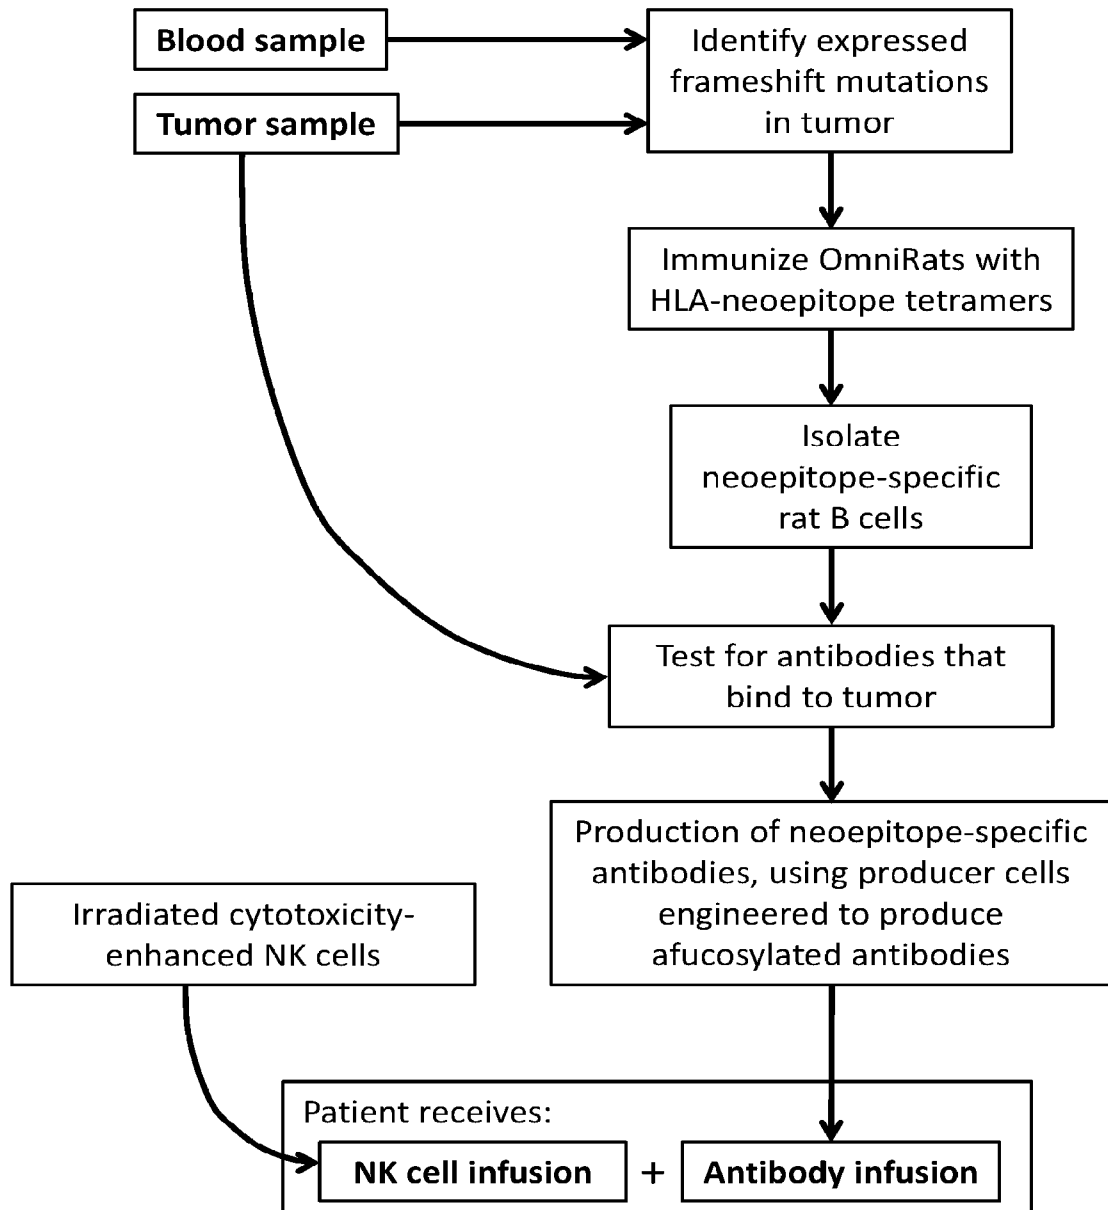 Blood sample
Tumor sample
Identify expressed
frameshift mutations
in tumor
Immunize OmniRats with
HLA-neoepitope tetramers
Isolate
neoepitope-specific
rat B cells
Test for antibodies that
bind to tumor
Production of neoepitope-specific
antibodies, using producer cells
engineered to produce
afucosylated antibodies
Irradiated cytotoxicity-
enhanced NK cells
Patient receives:
NK cell infusion + Antibody infusion